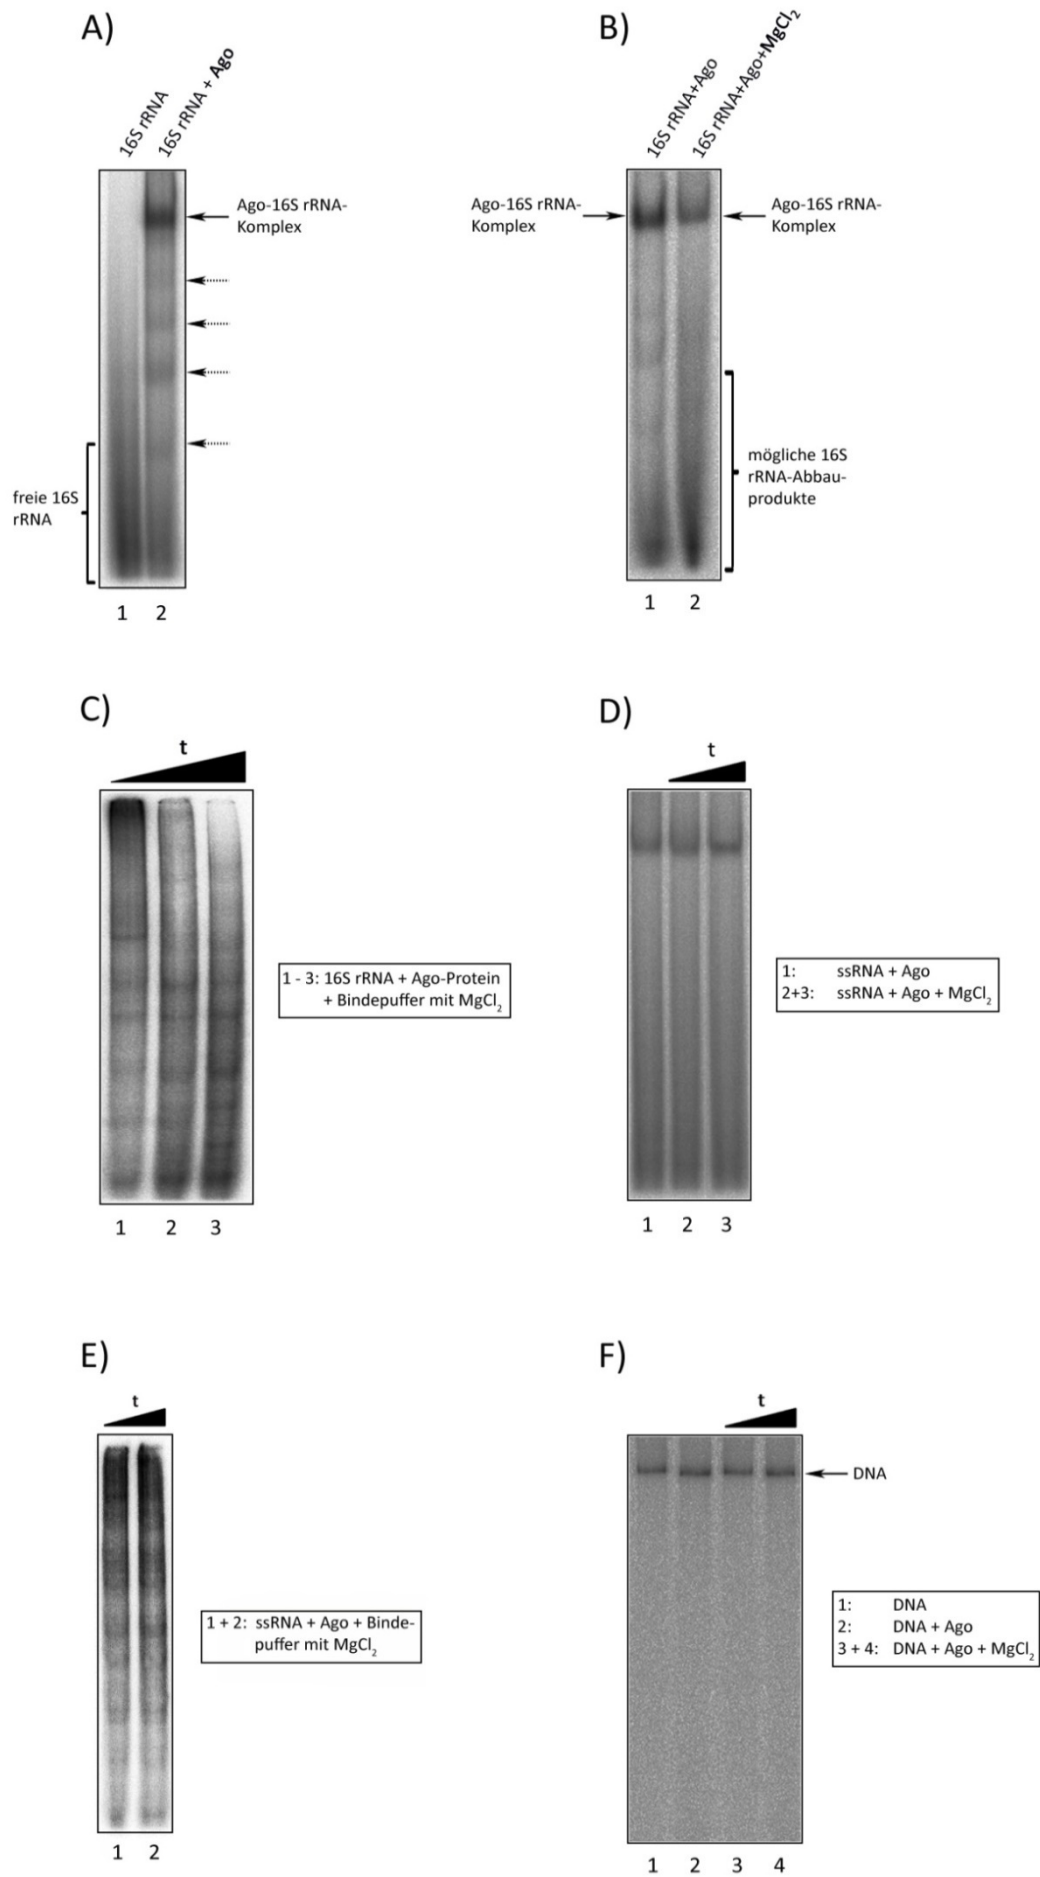 A)
16S rRNA
16S rRNA + Ago
Ago-16S rRNA-
Komplex
freie 16S
rRNA
1 2
B)
16S rRNA+Ago
16S rRNA+Ago+MgCl₂
Ago-16S rRNA-
Komplex
Ago-16S rRNA-
Komplex
mögliche 16S
rRNA-Abbau-
produkte
1 2
C)
t
1 - 3: 16S rRNA + Ago-Protein
+ Bindepuffer mit MgCl₂
1 2 3
D)
t
1: ssRNA + Ago
2+3: ssRNA + Ago + MgCl₂
1 2 3
E)
t
1 + 2: ssRNA + Ago + Binde-
puffer mit MgCl₂
1 2
F)
t
DNA
1: DNA
2: DNA + Ago
3 + 4: DNA + Ago + MgCl₂
1 2 3 4